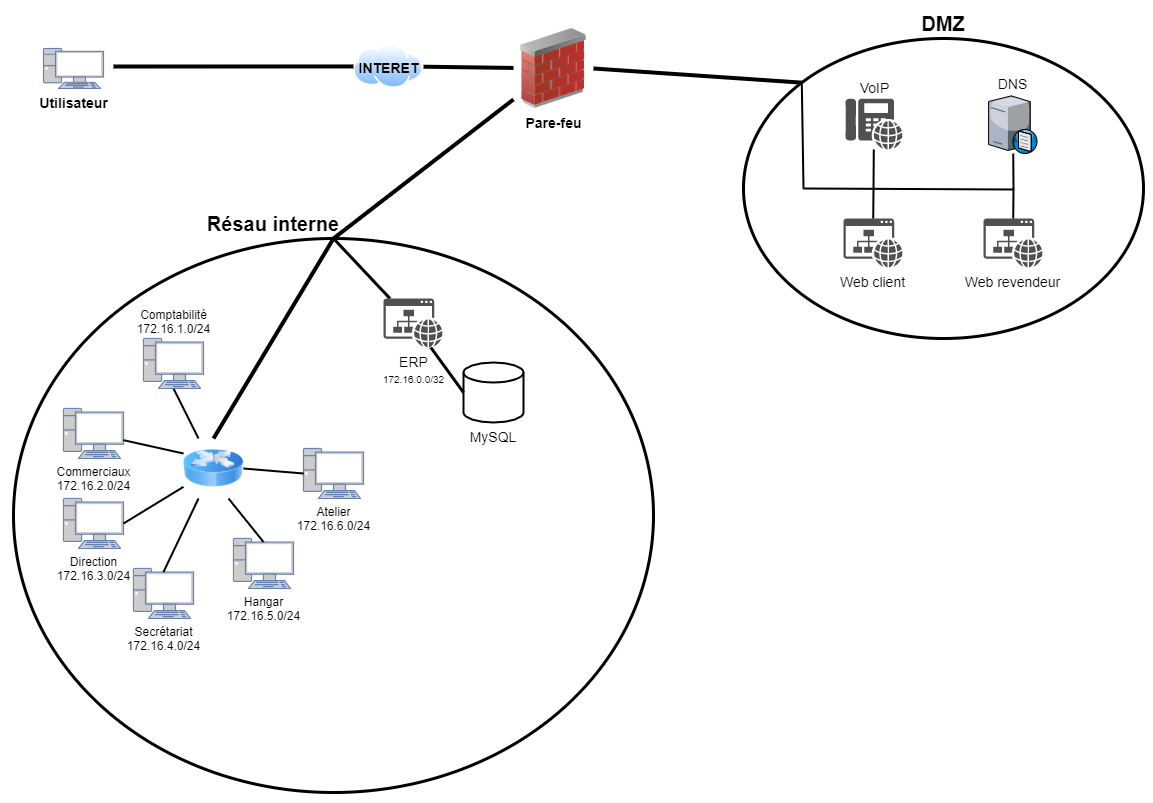 DMZ
INTERET
Utilisateur
Pare-feu
VoIP
DNS
Web client
Web revendeur
Résau interne
Comptabilité
172.16.1.0/24
ERP
172.16.0.0/32
MySQL
Commerciaux
172.16.2.0/24
Atelier
172.16.6.0/24
Direction
172.16.3.0/24
Hangar
172.16.5.0/24
Secrétariat
172.16.4.0/24